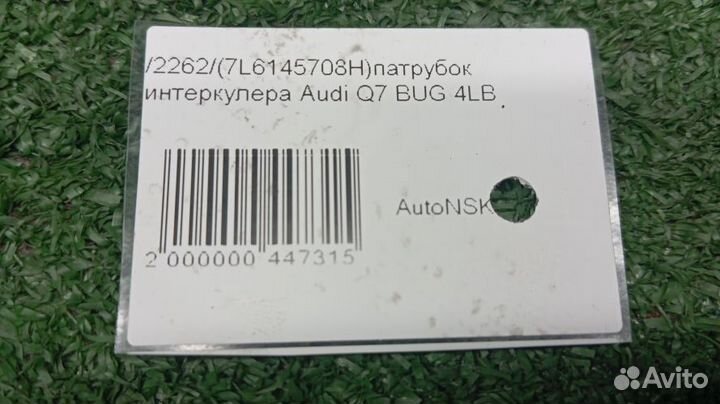 /2262/(7L6145708H)патрубок
интеркулера Audi Q7 BUG 4LB
AutoNSK
2 000000 447315
Avito